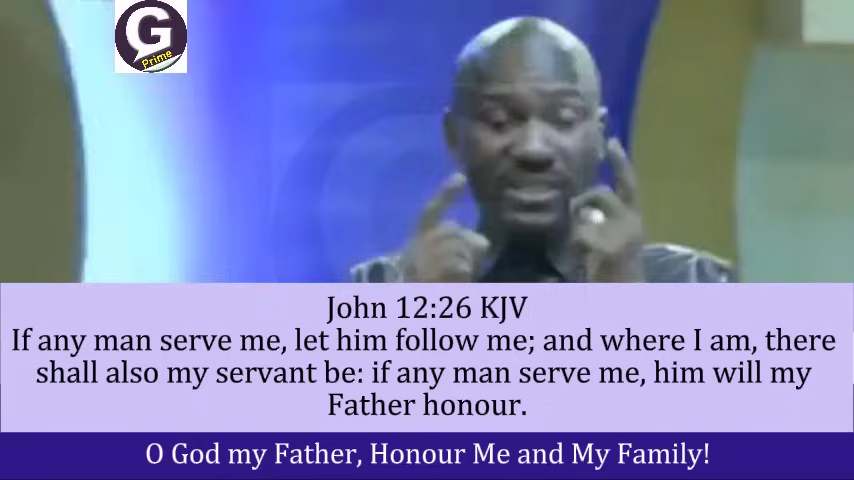 G
Prime
John 12:26 KJV
If any man serve me, let him follow me; and where I am, there
shall also my servant be: if any man serve me, him will my
Father honour.
O God my Father, Honour Me and My Family!